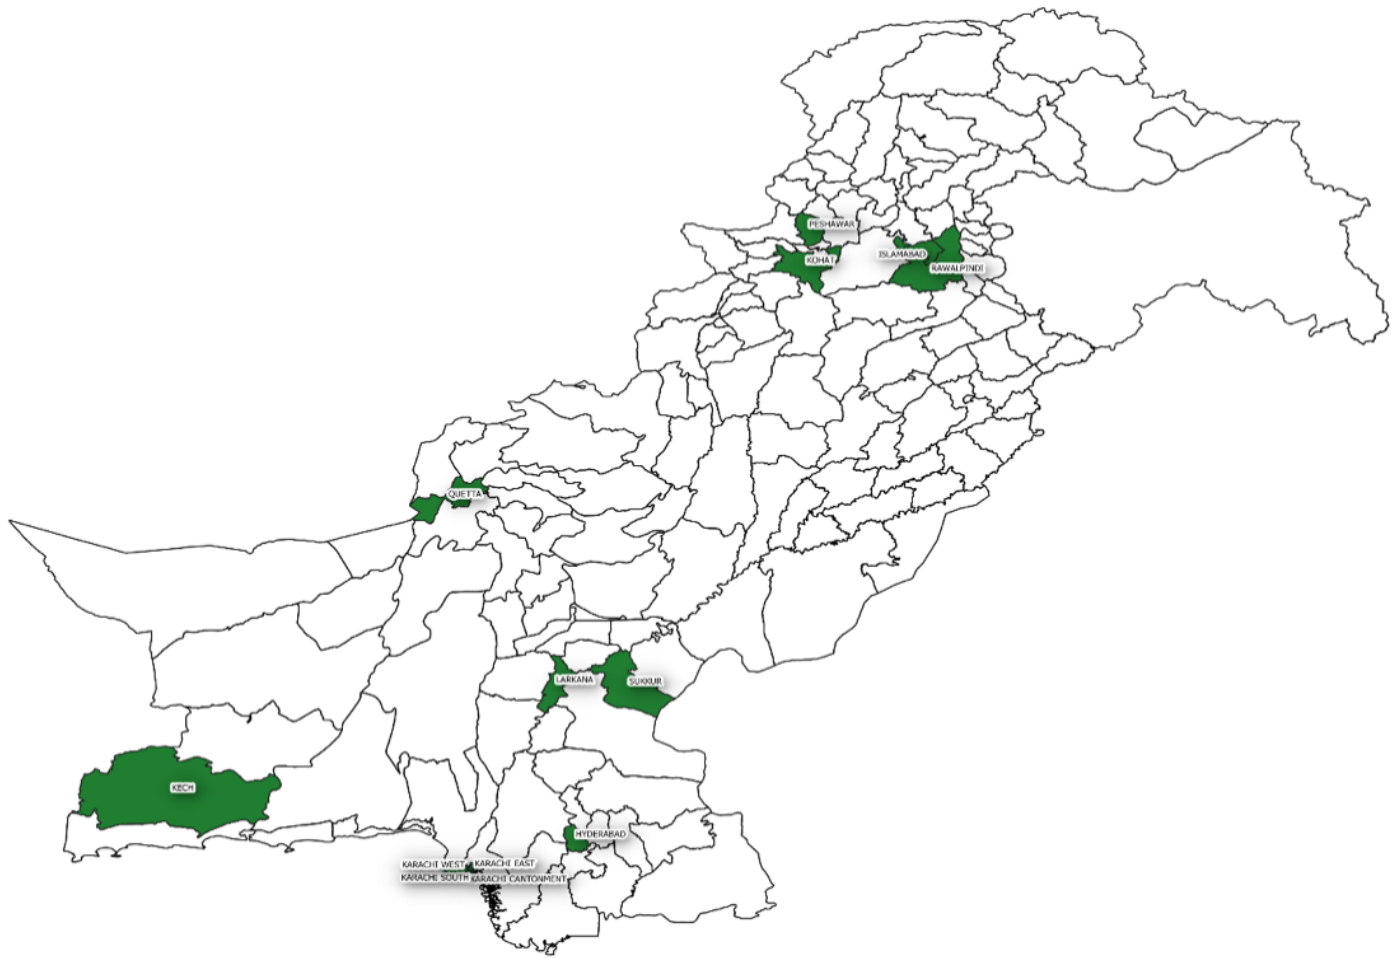 PESHAWAR
ISLAMABAD
KOHAT
RAWALPINDI
QUETTA
LARKANA
SUKKUR
KECH
HYDERABAD
KARACHI WEST
KARACHI EAST
KARACHI SOUTH
KARACHI CANTONMENT